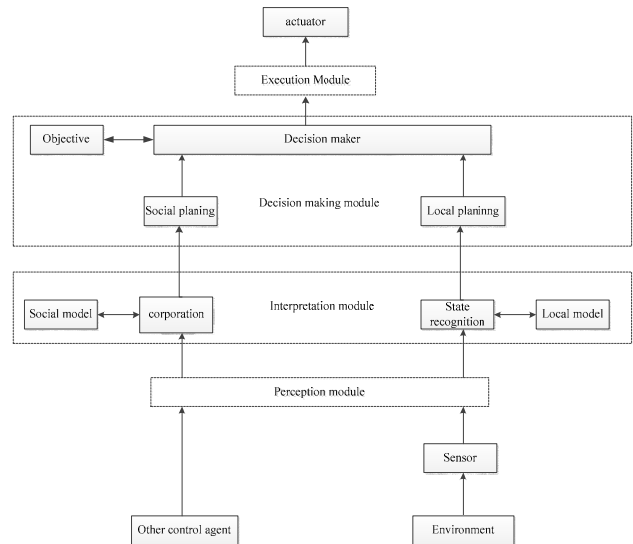 actuator
Execution Module
Objective
Decision maker
Social planing
Decision making module
Local planinng
Social model
corporation
Interpretation module
State
recognition
Local model
Perception module
Sensor
Other control agent
Environment